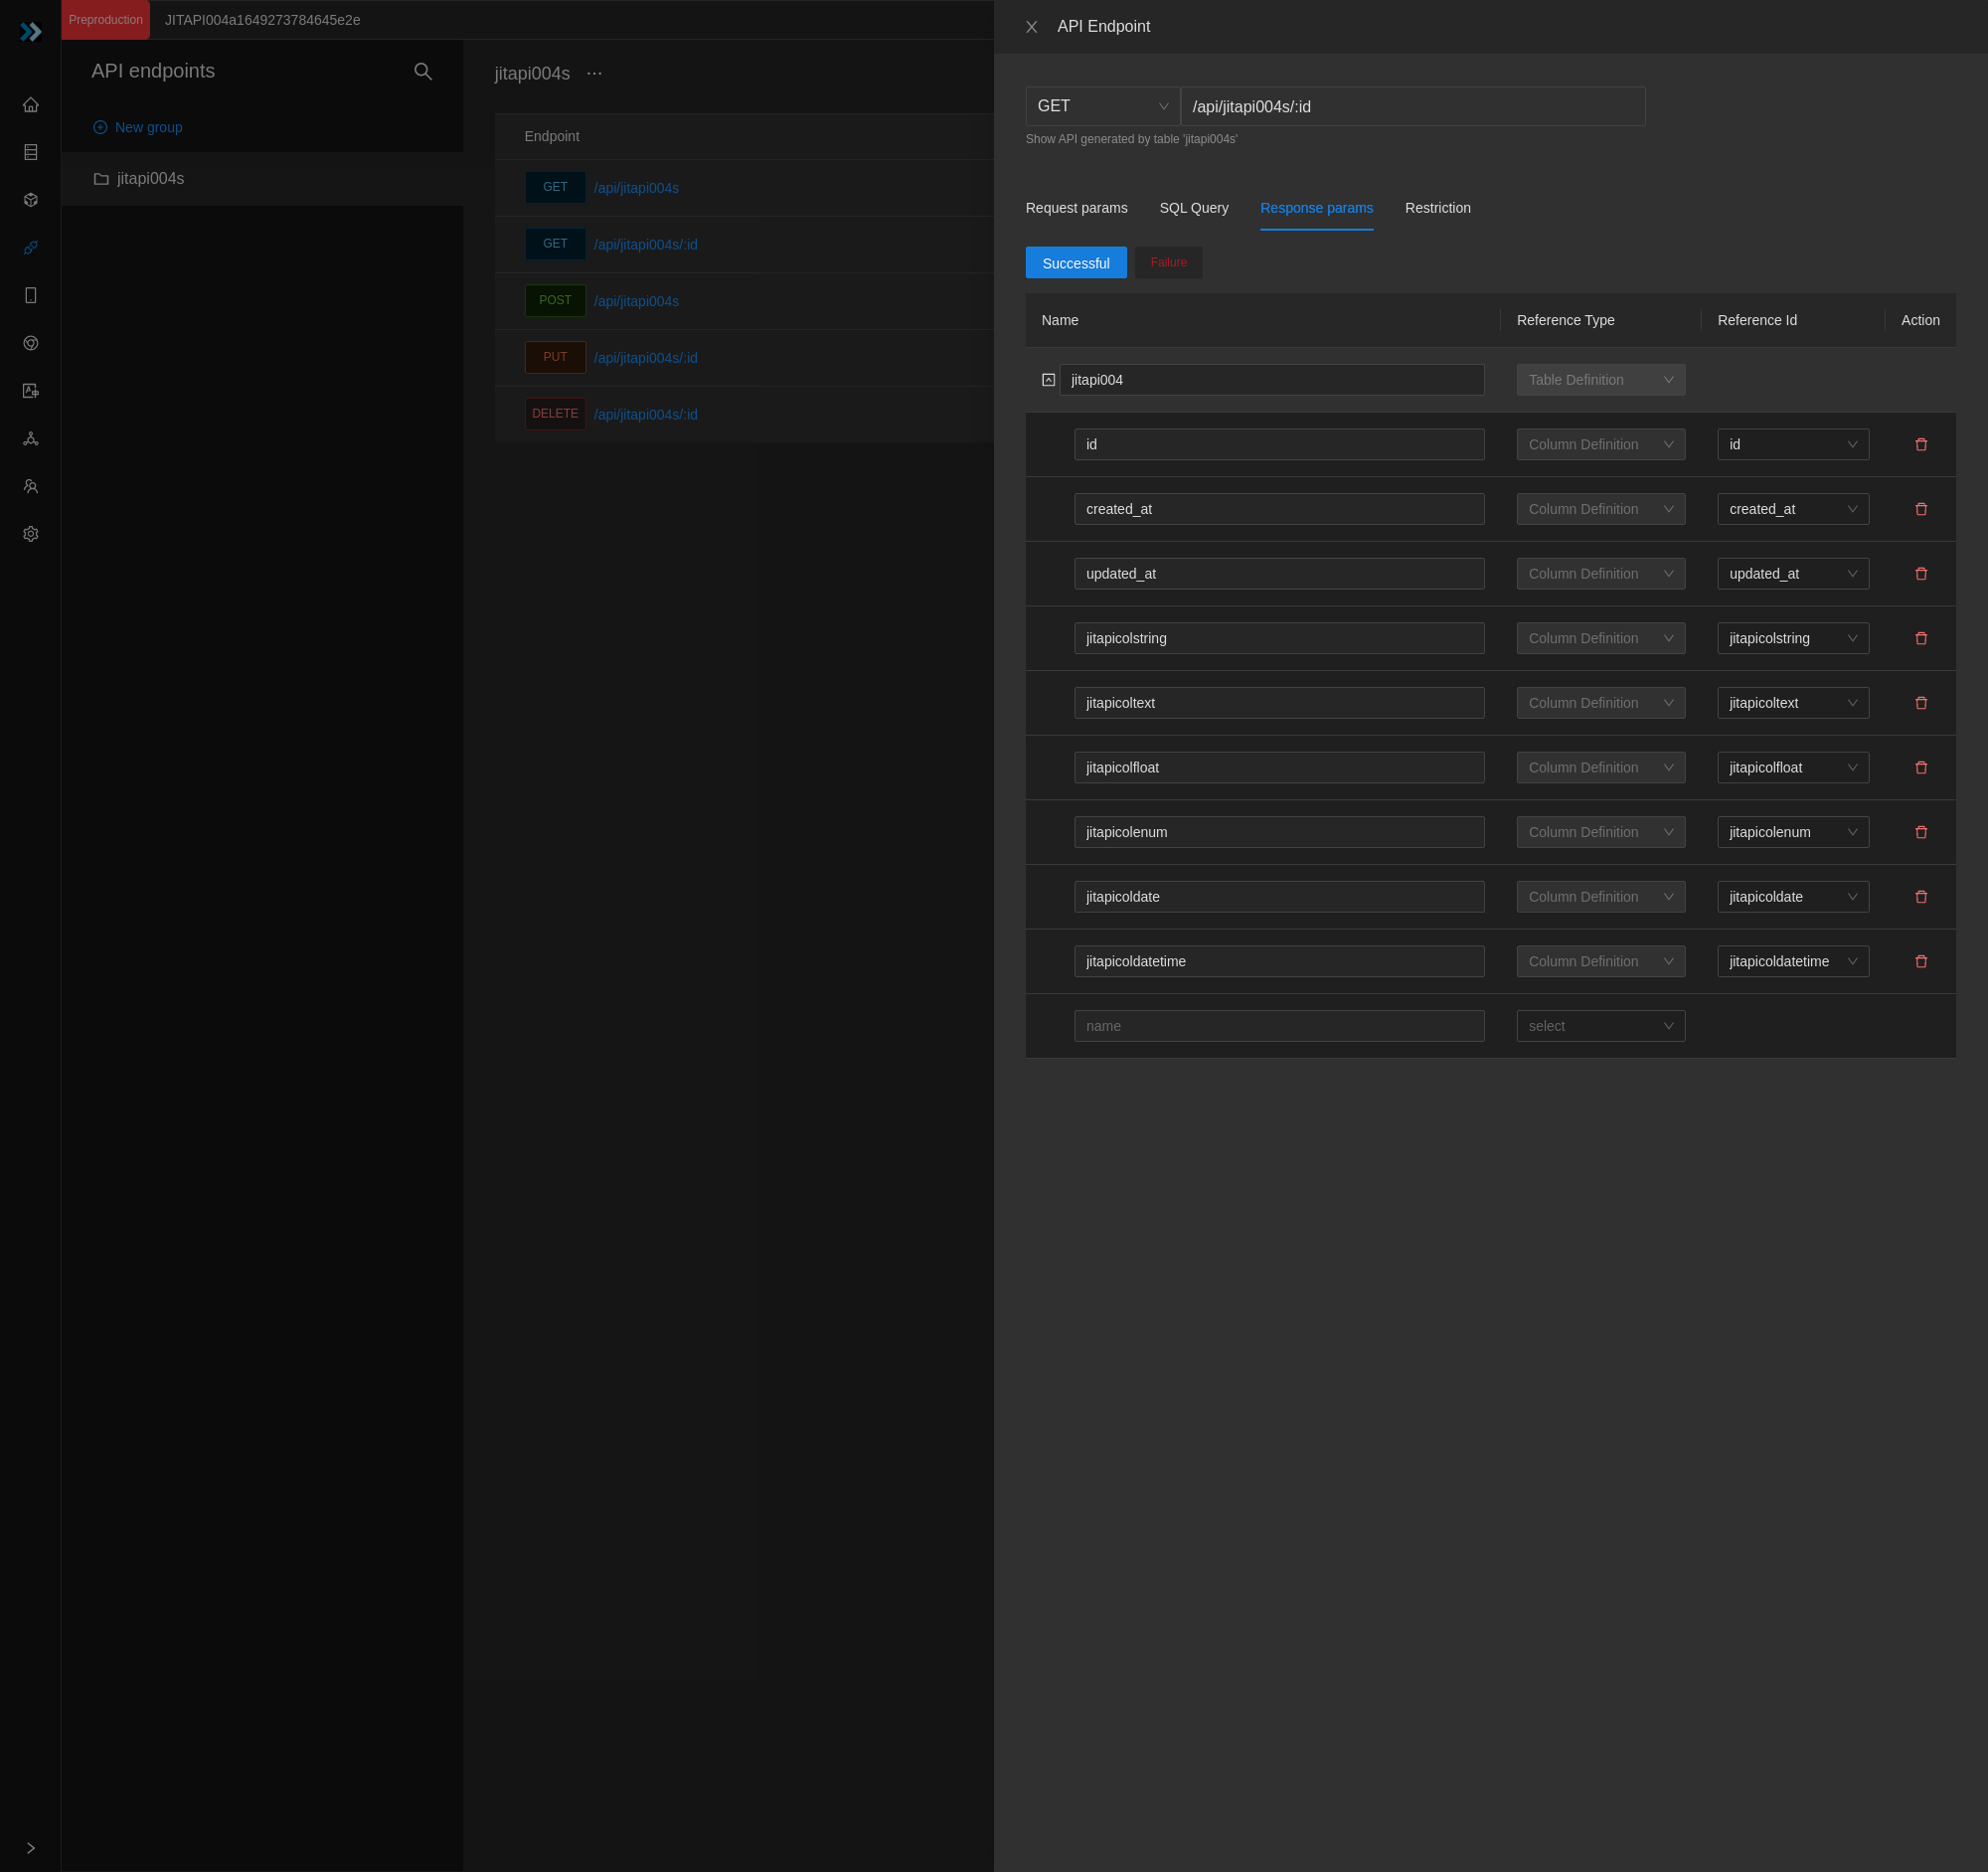 Preproduction JITAPI004a1649273784645e2e
API endpoints
New group
jitapi004s
jitapi004s ···
Endpoint
GET /api/jitapi004s
GET /api/jitapi004s/:id
POST /api/jitapi004s
PUT /api/jitapi004s/:id
DELETE /api/jitapi004s/:id
API Endpoint
GET /api/jitapi004s/:id
Show API generated by table 'jitapi004s'
Request params SQL Query Response params Restriction
Successful Failure
Name Reference Type Reference Id Action
jitapi004 Table Definition
id Column Definition id
created_at Column Definition created_at
updated_at Column Definition updated_at
jitapicolstring Column Definition jitapicolstring
jitapicoltext Column Definition jitapicoltext
jitapicolfloat Column Definition jitapicolfloat
jitapicolenum Column Definition jitapicolenum
jitapicoldate Column Definition jitapicoldate
jitapicoldatetime Column Definition jitapicoldatetime
name select